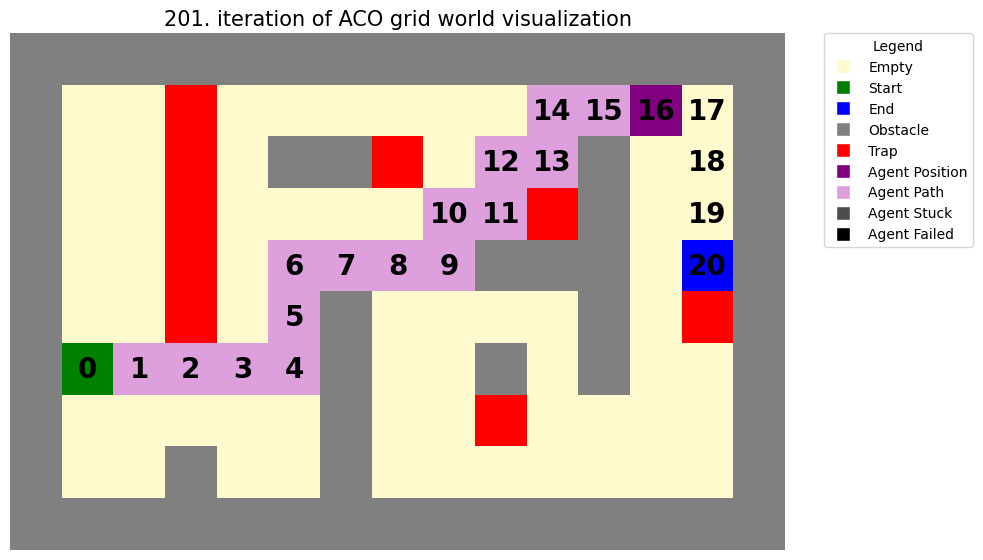 201. iteration of ACO grid world visualization
14 15 16 17
12 13 18
10 11 19
6 7 8 9 20
5
0 1 2 3 4
Legend
Empty
Start
End
Obstacle
Trap
Agent Position
Agent Path
Agent Stuck
Agent Failed